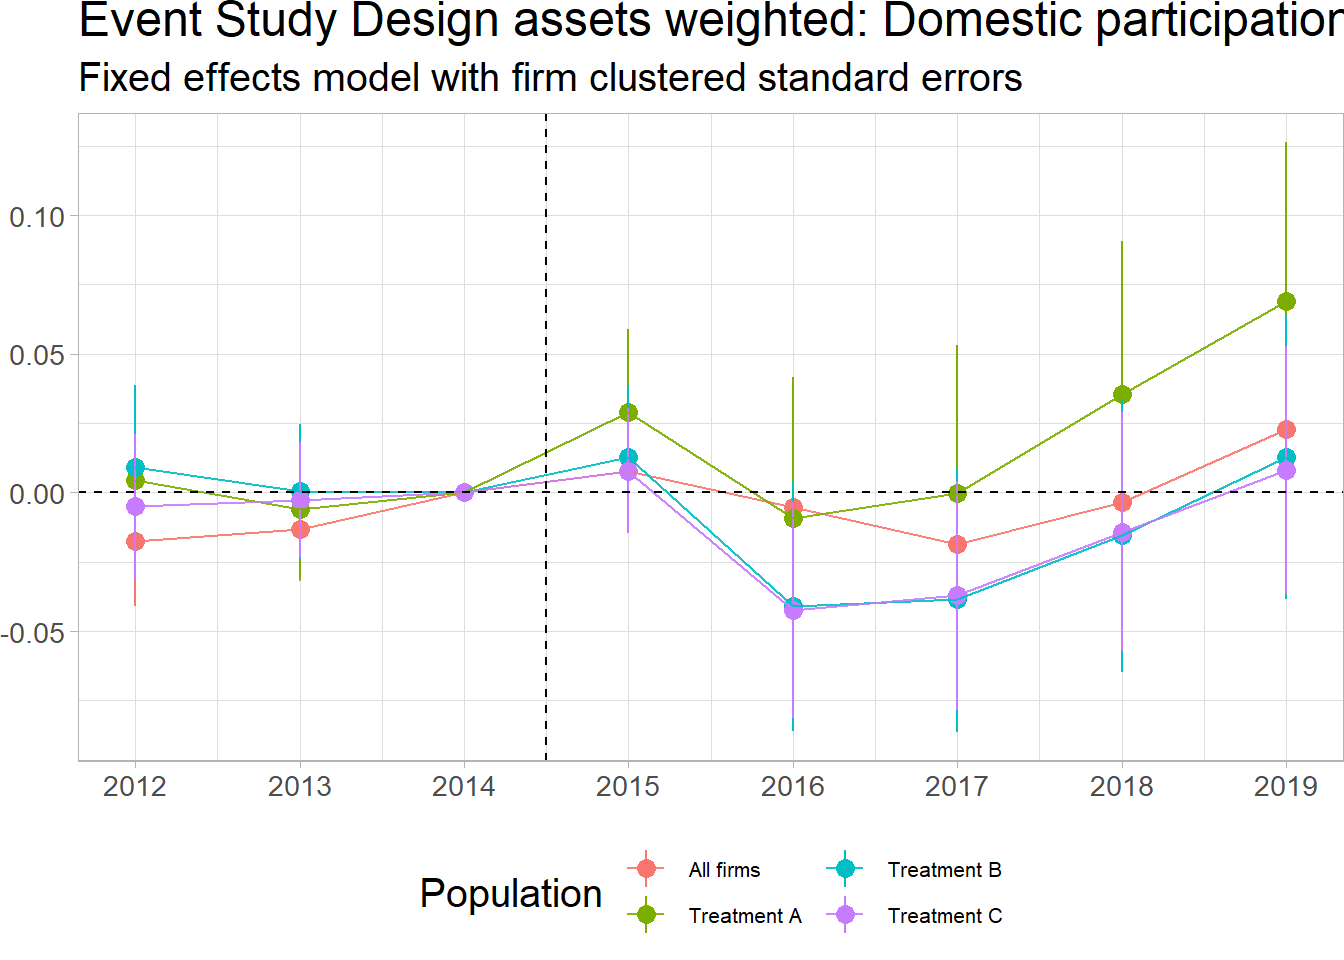 Event Study Design assets weighted: Domestic participation
Fixed effects model with firm clustered standard errors
0.10
0.05
0.00
-0.05
2012 2013 2014 2015 2016 2017 2018 2019
Population
All firms Treatment B
Treatment A Treatment C